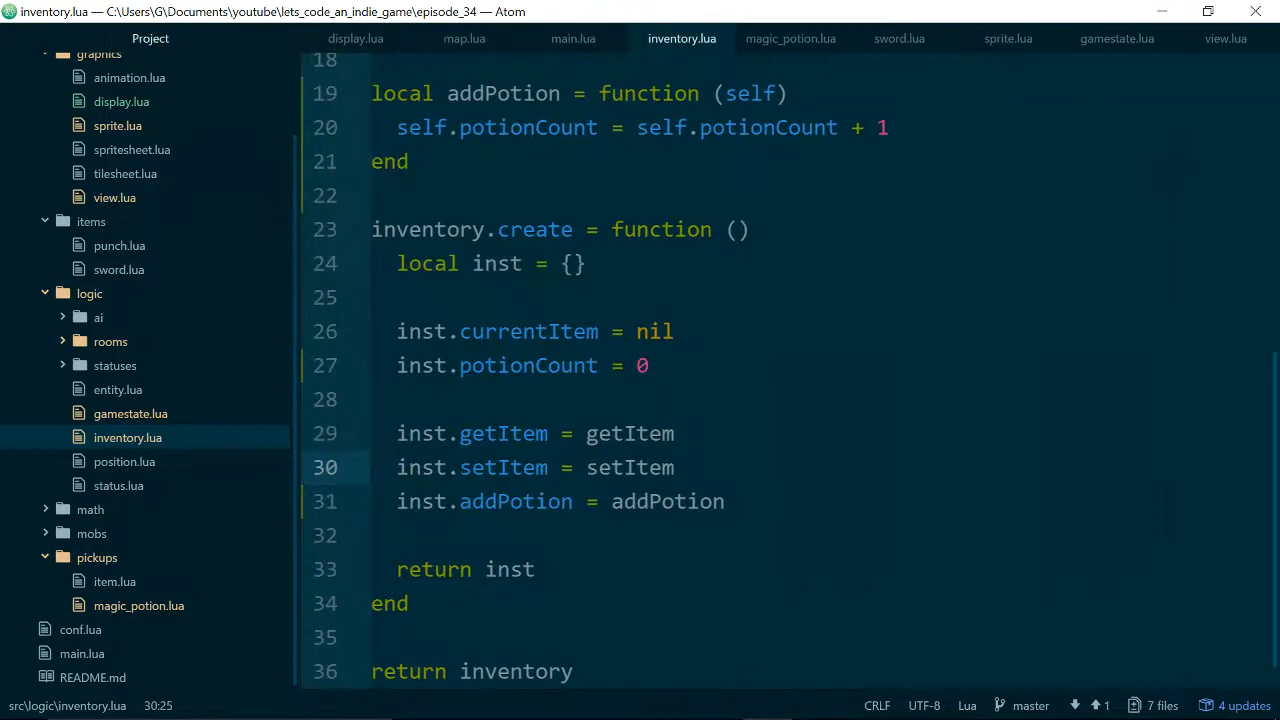 inventory.lua — C:\Users\G\Documents\youtube\lets_code_an_indie_game\episode_34 — Atom
Project
display.lua
map.lua
main.lua
inventory.lua
magic_potion.lua
sword.lua
sprite.lua
gamestate.lua
view.lua
graphics
animation.lua
display.lua
sprite.lua
spritesheet.lua
tilesheet.lua
view.lua
items
punch.lua
sword.lua
logic
ai
rooms
statuses
entity.lua
gamestate.lua
inventory.lua
position.lua
status.lua
math
mobs
pickups
item.lua
magic_potion.lua
conf.lua
main.lua
README.md
18
19 local addPotion = function (self)
20 self.potionCount = self.potionCount + 1
21 end
22
23 inventory.create = function ()
24 local inst = {}
25
26 inst.currentItem = nil
27 inst.potionCount = 0
28
29 inst.getItem = getItem
30 inst.setItem = setItem
31 inst.addPotion = addPotion
32
33 return inst
34 end
35
36 return inventory
src\logic\inventory.lua 30:25 CRLF UTF-8 Lua master 1 7 files 4 updates